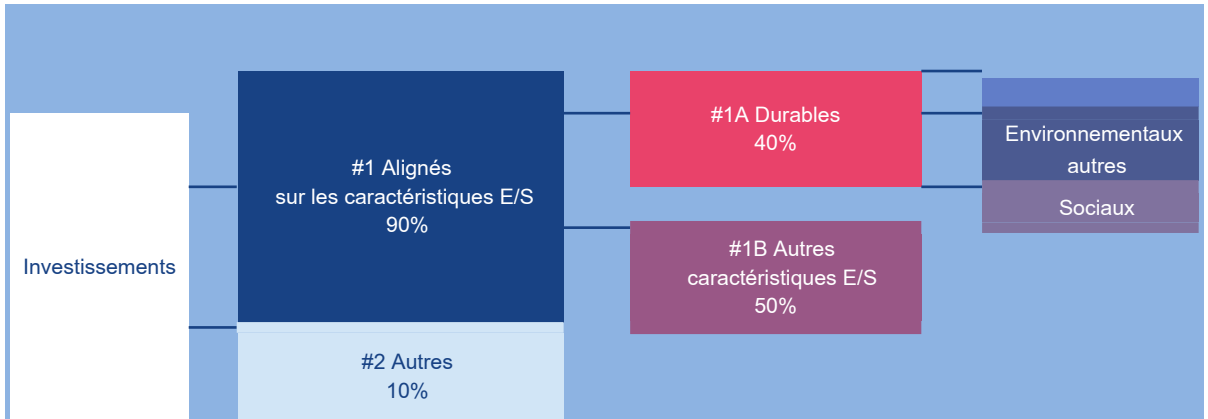 Investissements
#1 Alignés
sur les caractéristiques E/S
90%
#2 Autres
10%
#1A Durables
40%
#1B Autres
caractéristiques E/S
50%
Environnementaux
autres
Sociaux